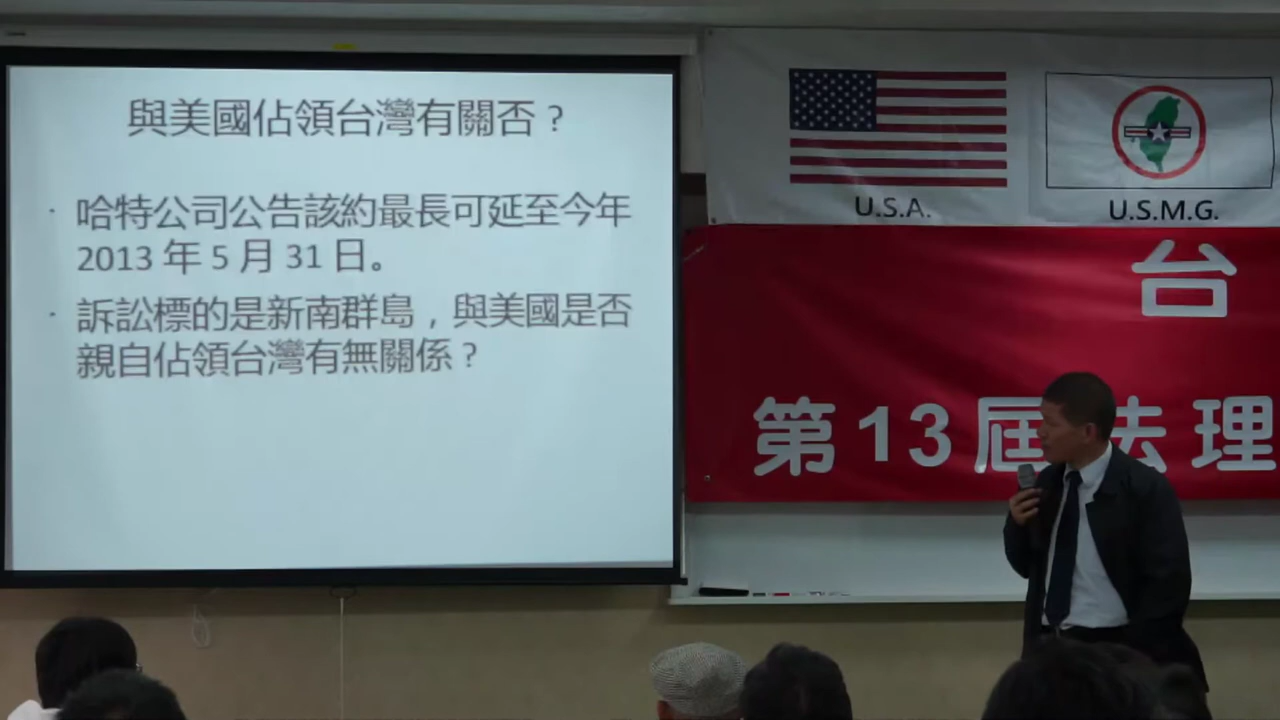 與美國佔領台灣有關否？
· 哈特公司公告該約最長可延至今年
2013 年 5 月 31 日。
· 訴訟標的是新南群島，與美國是否
親自佔領台灣有無關係？
U.S.A.
U.S.M.G.
台
第13屆法理